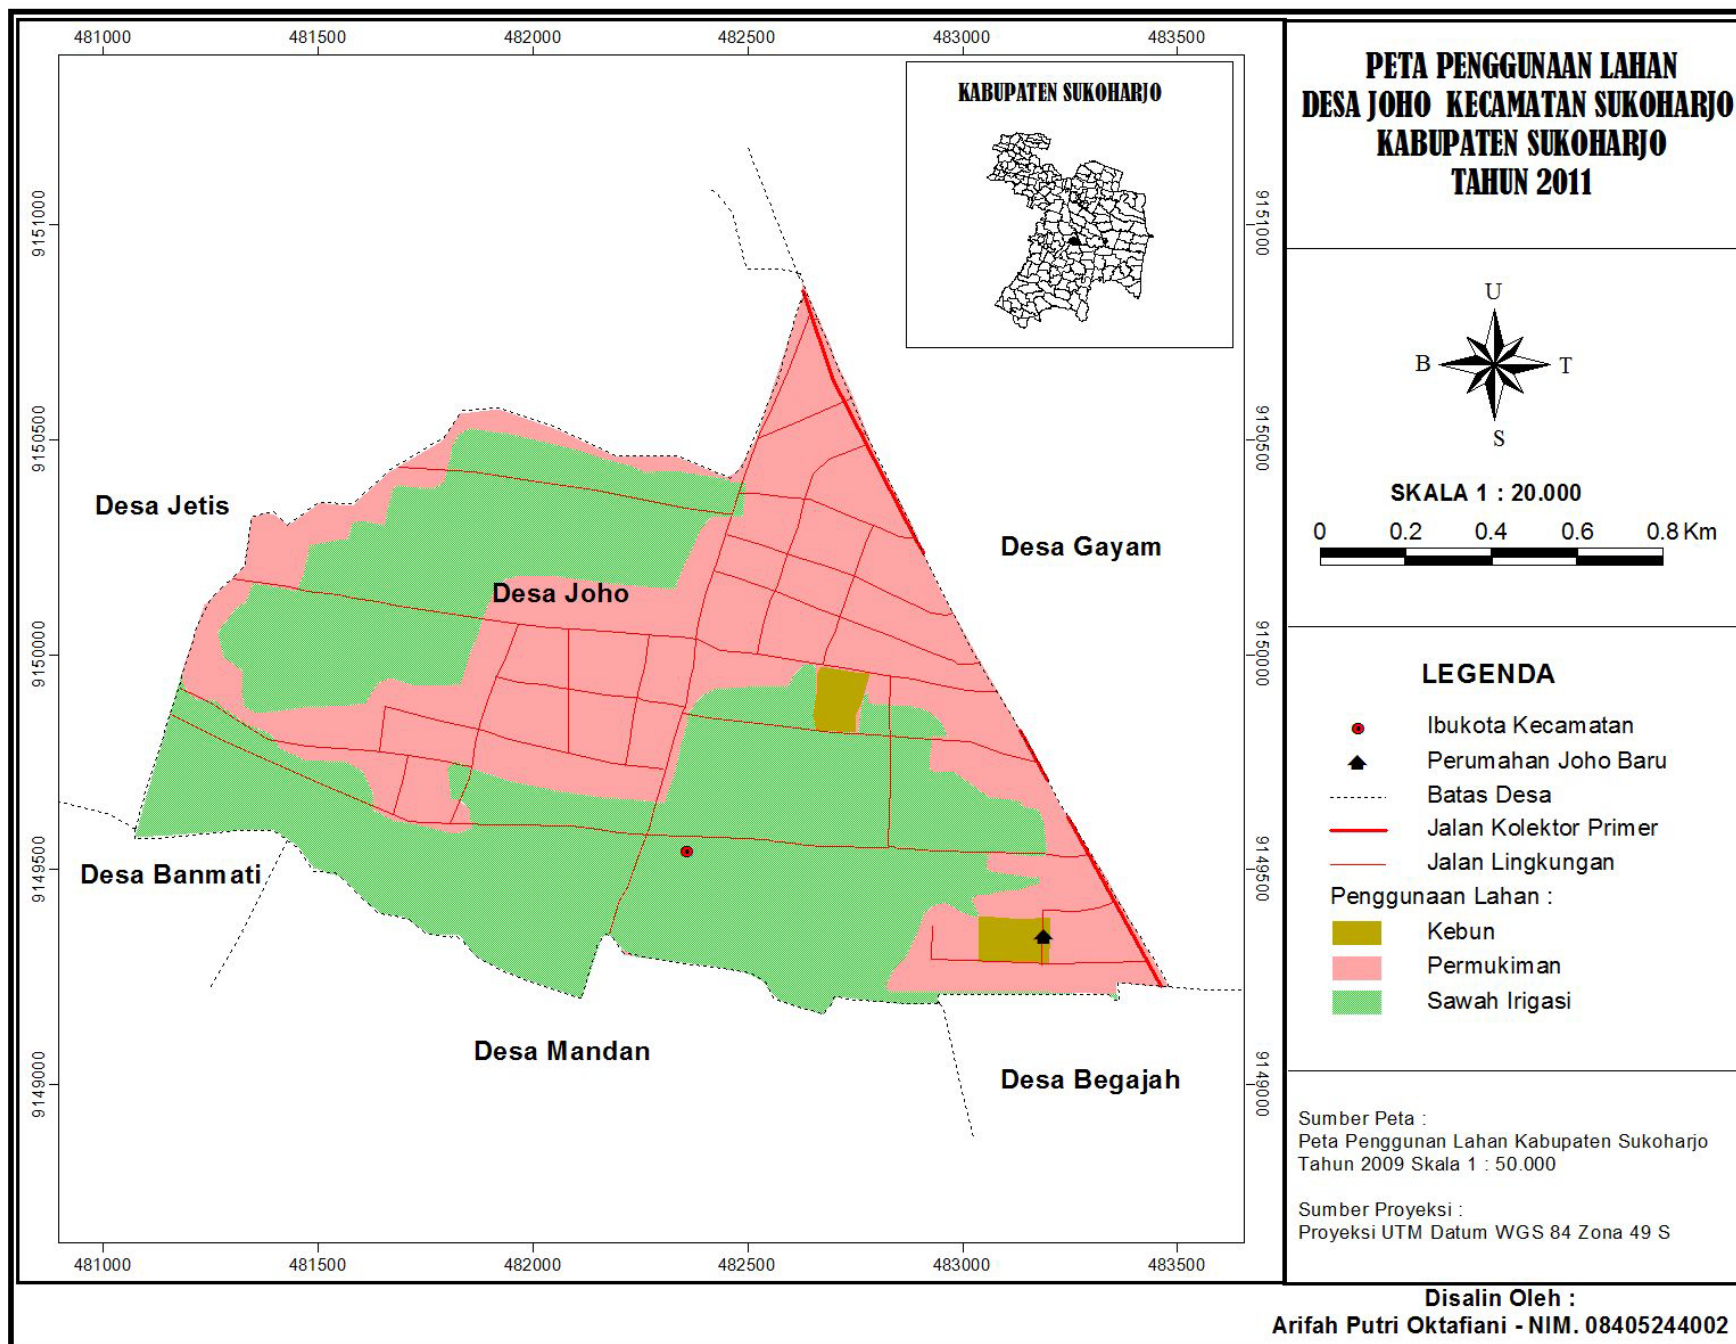 481000 481500 482000 482500 483000 483500
9151000
9150500
9150000
9149500
9149000
KABUPATEN SUKOHARJO
Desa Jetis
Desa Gayam
Desa Joho
Desa Banmati
Desa Mandan
Desa Begajah
9151000
9150500
9150000
9149500
9149000
481000 481500 482000 482500 483000 483500
PETA PENGGUNAAN LAHAN
DESA JOHO KECAMATAN SUKOHARJO
KABUPATEN SUKOHARJO
TAHUN 2011
U
B T
S
SKALA 1 : 20.000
0 0.2 0.4 0.6 0.8 Km
LEGENDA
Ibukota Kecamatan
Perumahan Joho Baru
Batas Desa
Jalan Kolektor Primer
Jalan Lingkungan
Penggunaan Lahan :
Kebun
Permukiman
Sawah Irigasi
Sumber Peta :
Peta Penggunan Lahan Kabupaten Sukoharjo
Tahun 2009 Skala 1 : 50.000
Sumber Proyeksi :
Proyeksi UTM Datum WGS 84 Zona 49 S
Disalin Oleh :
Arifah Putri Oktafiani - NIM. 08405244002